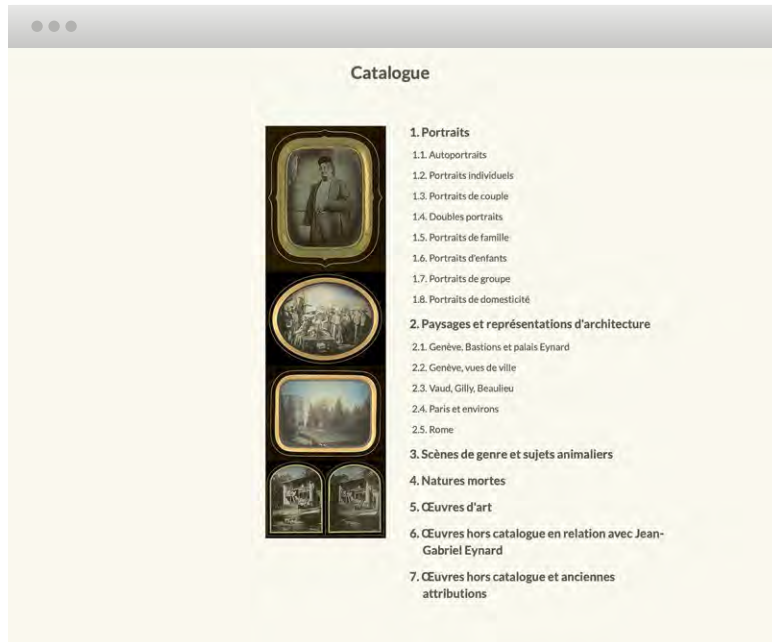 Catalogue
1. Portraits
1.1. Autoportraits
1.2. Portraits individuels
1.3. Portraits de couple
1.4. Doubles portraits
1.5. Portraits de famille
1.6. Portraits d'enfants
1.7. Portraits de groupe
1.8. Portraits de domesticité
2. Paysages et représentations d'architecture
2.1. Genève, Bastions et palais Eynard
2.2. Genève, vues de ville
2.3. Vaud, Gilly, Beaulieu
2.4. Paris et environs
2.5. Rome
3. Scènes de genre et sujets animaliers
4. Natures mortes
5. Œuvres d'art
6. Œuvres hors catalogue en relation avec Jean-
Gabriel Eynard
7. Œuvres hors catalogue et anciennes
attributions